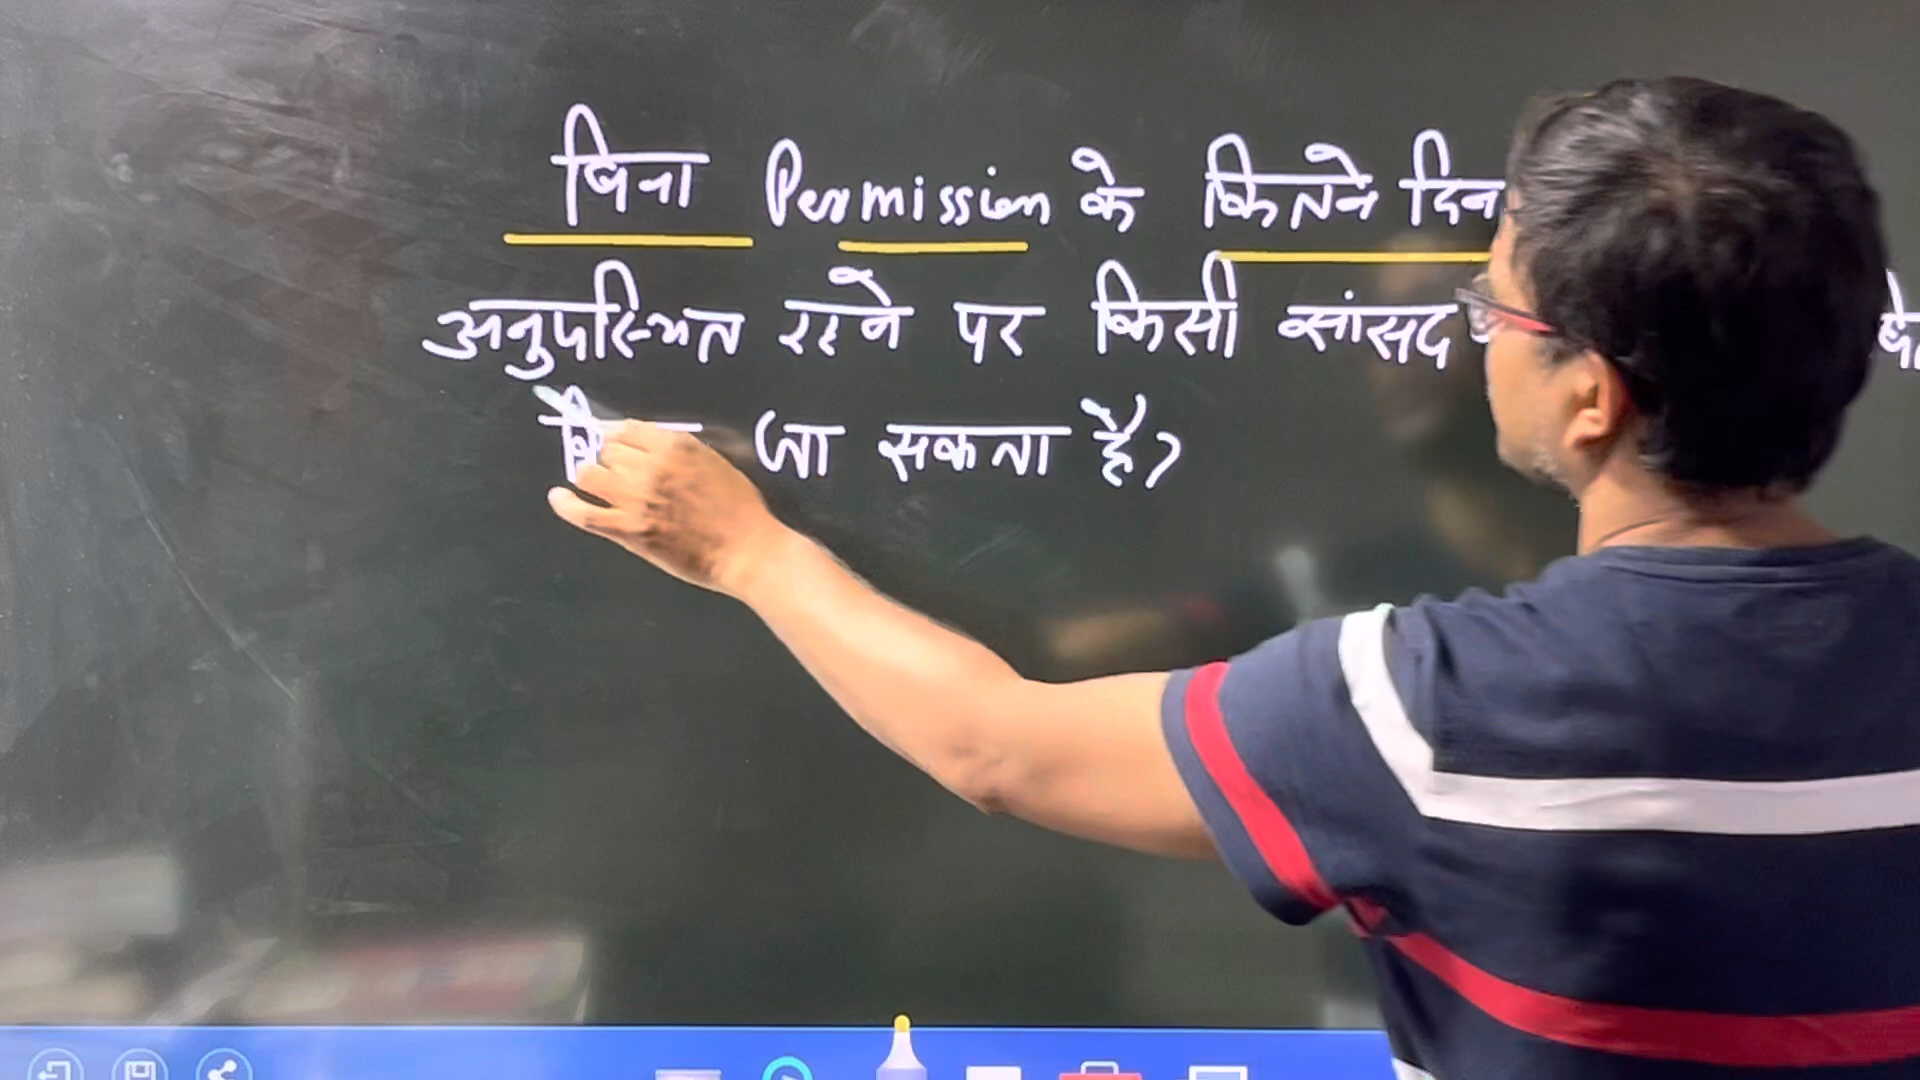 बिना Permission के कितने दिन
अनुपस्थित रहने पर किसी सांसद
जा सकता है?